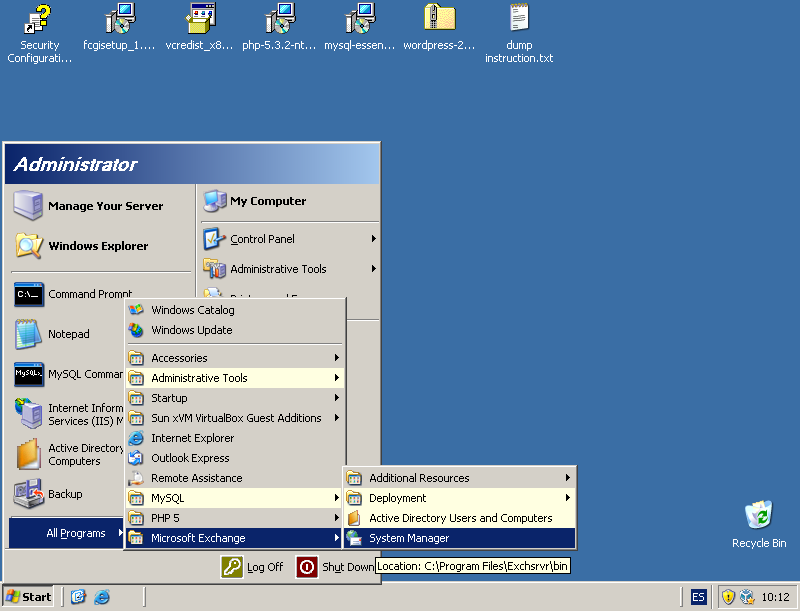 Security
Configurati...
fcgisetup_1....
vcredist_x8...
php-5.3.2-nt...
mysql-essen...
wordpress-2...
dump
instruction.txt
Administrator
Manage Your Server
Windows Explorer
Command Prompt
Notepad
MySQL Comman
Internet Inform
Services (IIS) M
Active Directory
Computers
Backup
All Programs
My Computer
Control Panel
Administrative Tools
Windows Catalog
Windows Update
Accessories
Administrative Tools
Startup
Sun xVM VirtualBox Guest Additions
Internet Explorer
Outlook Express
Remote Assistance
MySQL
PHP 5
Microsoft Exchange
Additional Resources
Deployment
Active Directory Users and Computers
System Manager
Location: C:\Program Files\Exchsrvr\bin
Log Off
Shut Down
Recycle Bin
Start
ES
10:12